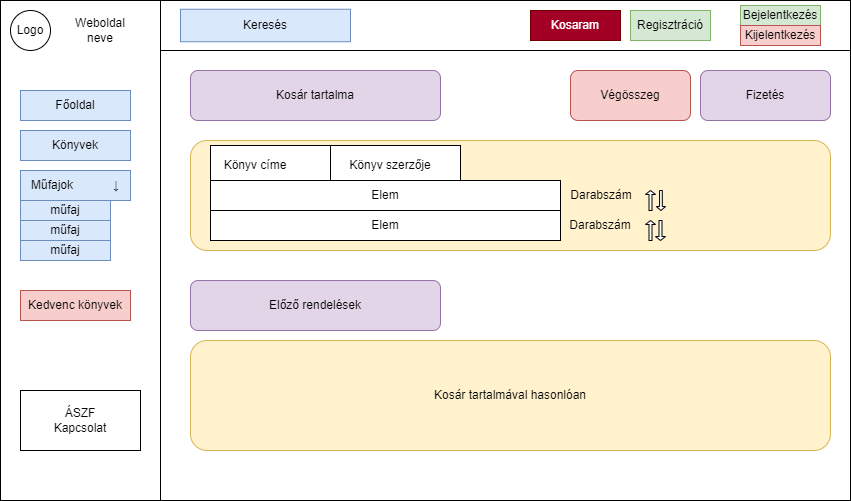 Logo
Weboldal
neve
Keresés
Kosaram
Regisztráció
Bejelentkezés
Kijelentkezés
Főoldal
Könyvek
Műfajok ↓
műfaj
műfaj
műfaj
Kedvenc könyvek
ÁSZF
Kapcsolat
Kosár tartalma
Végösszeg
Fizetés
Könyv címe
Könyv szerzője
Elem
Darabszám
Elem
Darabszám
Előző rendelések
Kosár tartalmával hasonlóan